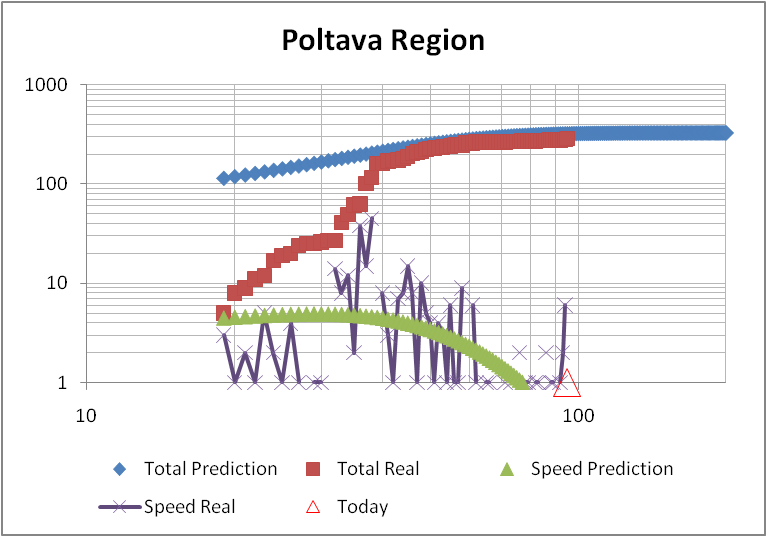 Poltava Region
1000
100
10
1
10 100
Total Prediction Total Real Speed Prediction
Speed Real Today